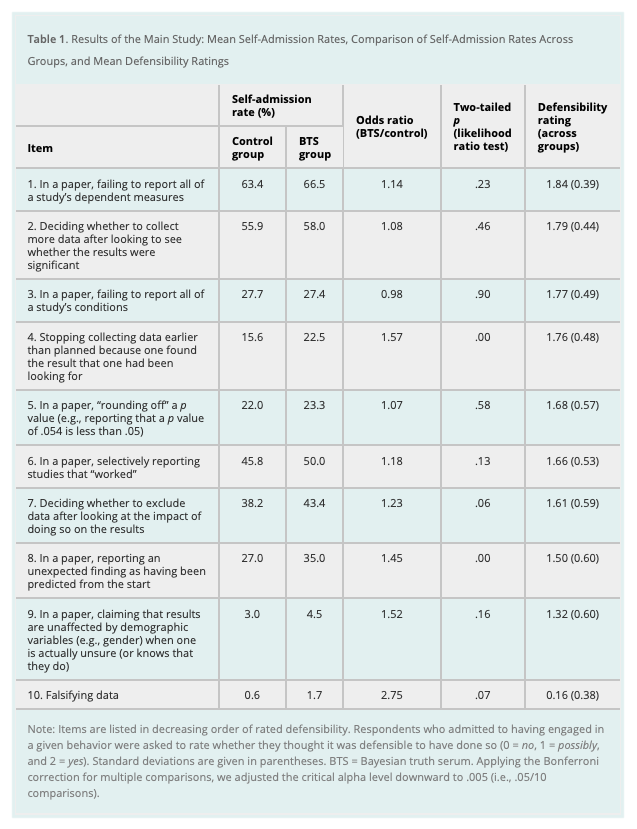 Table 1. Results of the Main Study: Mean Self-Admission Rates, Comparison of Self-Admission Rates Across
Groups, and Mean Defensibility Ratings
Item
Self-admission
rate (%)
Control
group
BTS
group
Odds ratio
(BTS/control)
Two-tailed
p
(likelihood
ratio test)
Defensibility
rating
(across
groups)
1. In a paper, failing to report all of
a study’s dependent measures
63.4 66.5 1.14 .23 1.84 (0.39)
2. Deciding whether to collect
more data after looking to see
whether the results were
significant
55.9 58.0 1.08 .46 1.79 (0.44)
3. In a paper, failing to report all of
a study’s conditions
27.7 27.4 0.98 .90 1.77 (0.49)
4. Stopping collecting data earlier
than planned because one found
the result that one had been
looking for
15.6 22.5 1.57 .00 1.76 (0.48)
5. In a paper, “rounding off” a p
value (e.g., reporting that a p value
of .054 is less than .05)
22.0 23.3 1.07 .58 1.68 (0.57)
6. In a paper, selectively reporting
studies that “worked”
45.8 50.0 1.18 .13 1.66 (0.53)
7. Deciding whether to exclude
data after looking at the impact of
doing so on the results
38.2 43.4 1.23 .06 1.61 (0.59)
8. In a paper, reporting an
unexpected finding as having been
predicted from the start
27.0 35.0 1.45 .00 1.50 (0.60)
9. In a paper, claiming that results
are unaffected by demographic
variables (e.g., gender) when one
is actually unsure (or knows that
they do)
3.0 4.5 1.52 .16 1.32 (0.60)
10. Falsifying data
0.6 1.7 2.75 .07 0.16 (0.38)
Note: Items are listed in decreasing order of rated defensibility. Respondents who admitted to having engaged in
a given behavior were asked to rate whether they thought it was defensible to have done so (0 = no, 1 = possibly,
and 2 = yes). Standard deviations are given in parentheses. BTS = Bayesian truth serum. Applying the Bonferroni
correction for multiple comparisons, we adjusted the critical alpha level downward to .005 (i.e., .05/10
comparisons).